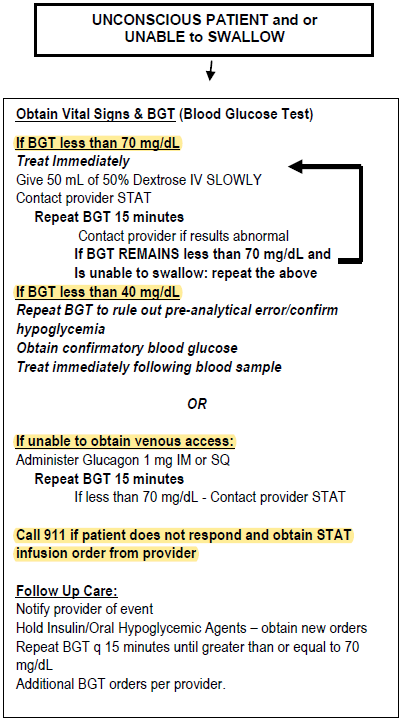 UNCONSCIOUS PATIENT and or
UNABLE to SWALLOW
Obtain Vital Signs & BGT (Blood Glucose Test)
If BGT less than 70 mg/dL
Treat Immediately
Give 50 mL of 50% Dextrose IV SLOWLY
Contact provider STAT
Repeat BGT 15 minutes
Contact provider if results abnormal
If BGT REMAINS less than 70 mg/dL and
Is unable to swallow: repeat the above
If BGT less than 40 mg/dL
Repeat BGT to rule out pre-analytical error/confirm
hypoglycemia
Obtain confirmatory blood glucose
Treat immediately following blood sample
OR
If unable to obtain venous access:
Administer Glucagon 1 mg IM or SQ
Repeat BGT 15 minutes
If less than 70 mg/dL - Contact provider STAT
Call 911 if patient does not respond and obtain STAT
infusion order from provider
Follow Up Care:
Notify provider of event
Hold Insulin/Oral Hypoglycemic Agents – obtain new orders
Repeat BGT q 15 minutes until greater than or equal to 70
mg/dL
Additional BGT orders per provider.